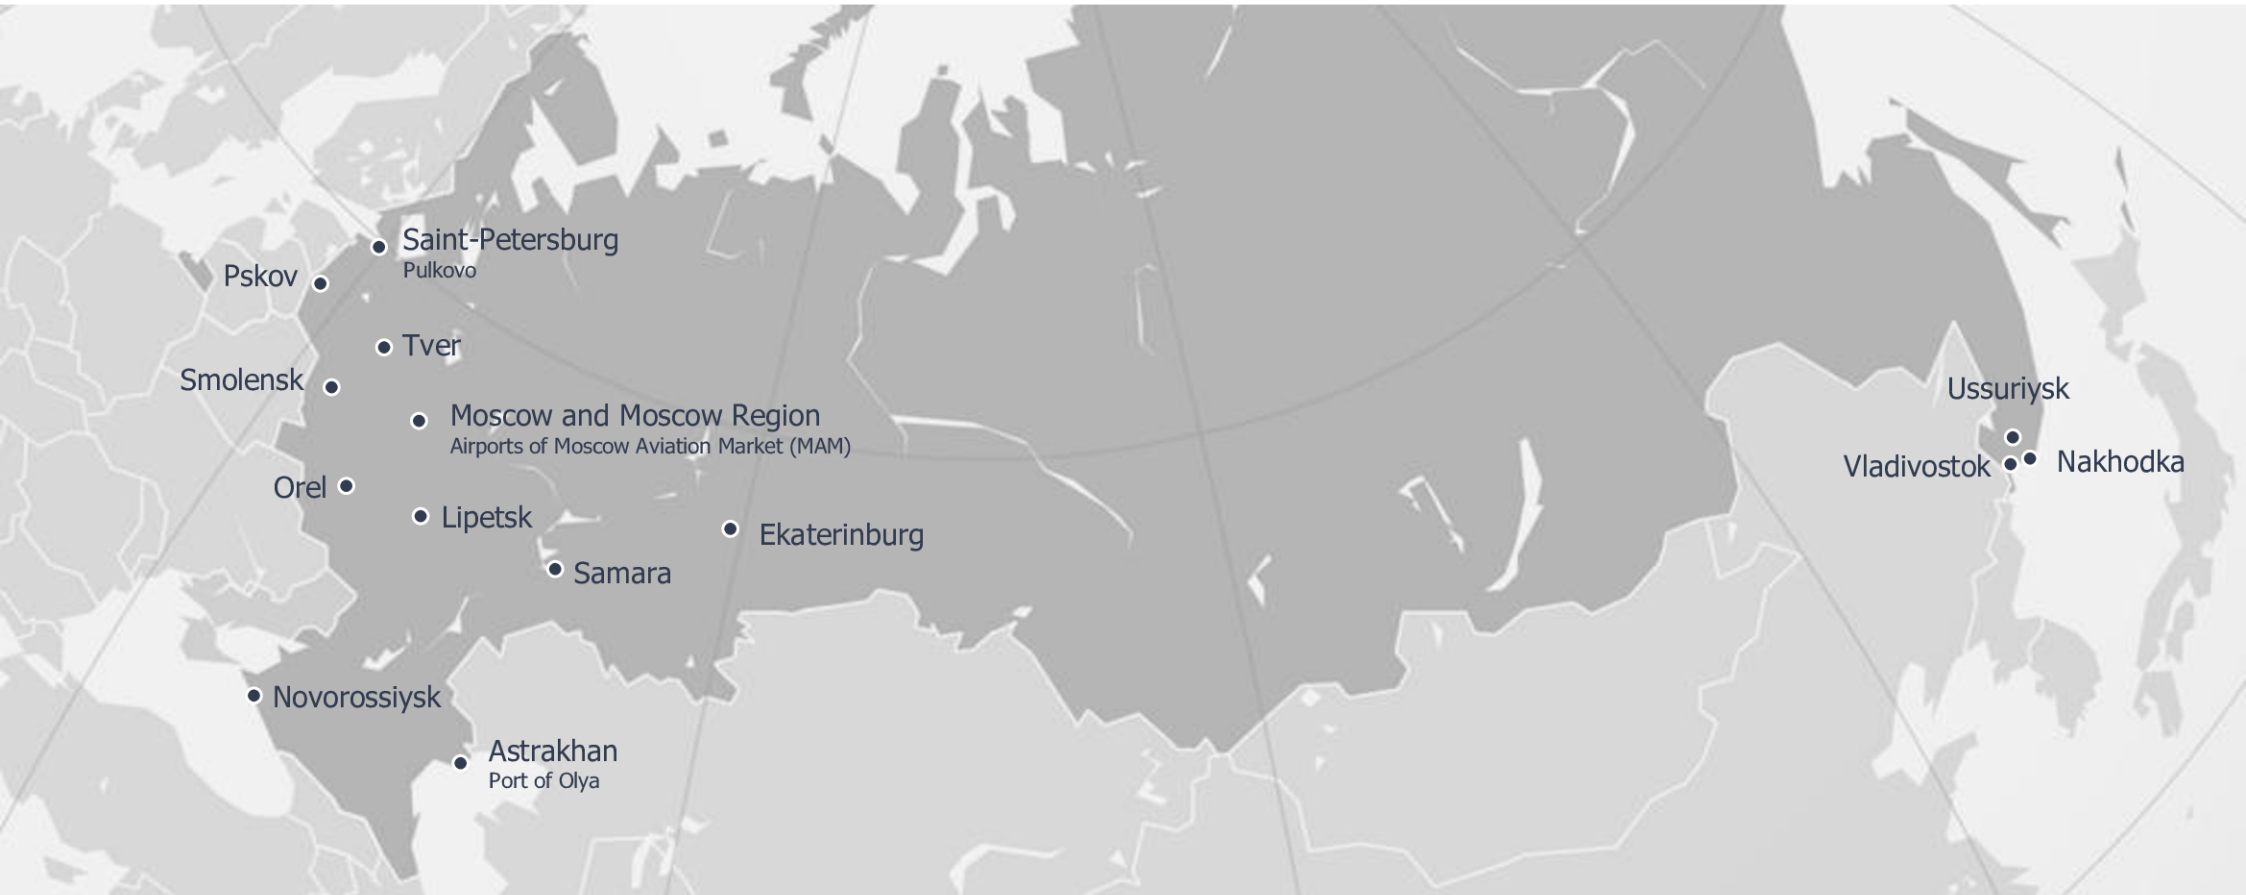 Saint-Petersburg
Pulkovo
Pskov
Tver
Smolensk
Ussuriysk
Moscow and Moscow Region
Airports of Moscow Aviation Market (MAM)
Vladivostok
Nakhodka
Orel
Lipetsk
Ekaterinburg
Samara
Novorossiysk
Astrakhan
Port of Olya